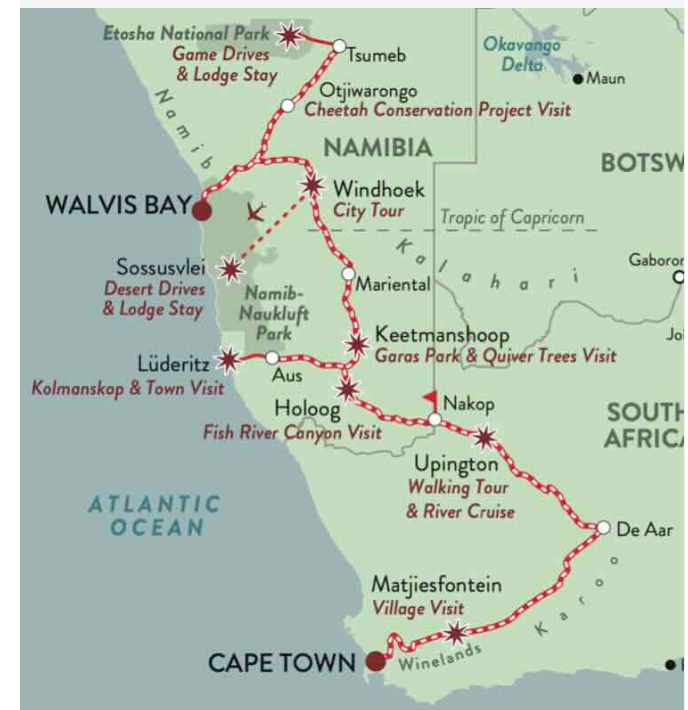 Etosha National Park
Game Drives
& Lodge Stay
Tsumeb
Okavango
Delta
Maun
Otjiwarongo
Cheetah Conservation Project Visit
Namib
NAMIBIA
BOTSW
WALVIS BAY
Windhoek
City Tour
Tropic of Capricorn
Kalahari
Gaboron
Sossusvlei
Desert Drives
& Lodge Stay
Mariental
Namib-
Naukluft
Park
Keetmanshoop
Garas Park & Quiver Trees Visit
Jo
Lüderitz
Kolmanskop & Town Visit
Aus
Holoog
Fish River Canyon Visit
Nakop
SOUTH
AFRICA
Upington
Walking Tour
& River Cruise
ATLANTIC
OCEAN
De Aar
Matjiesfontein
Village Visit
Karoo
CAPE TOWN
Winelands